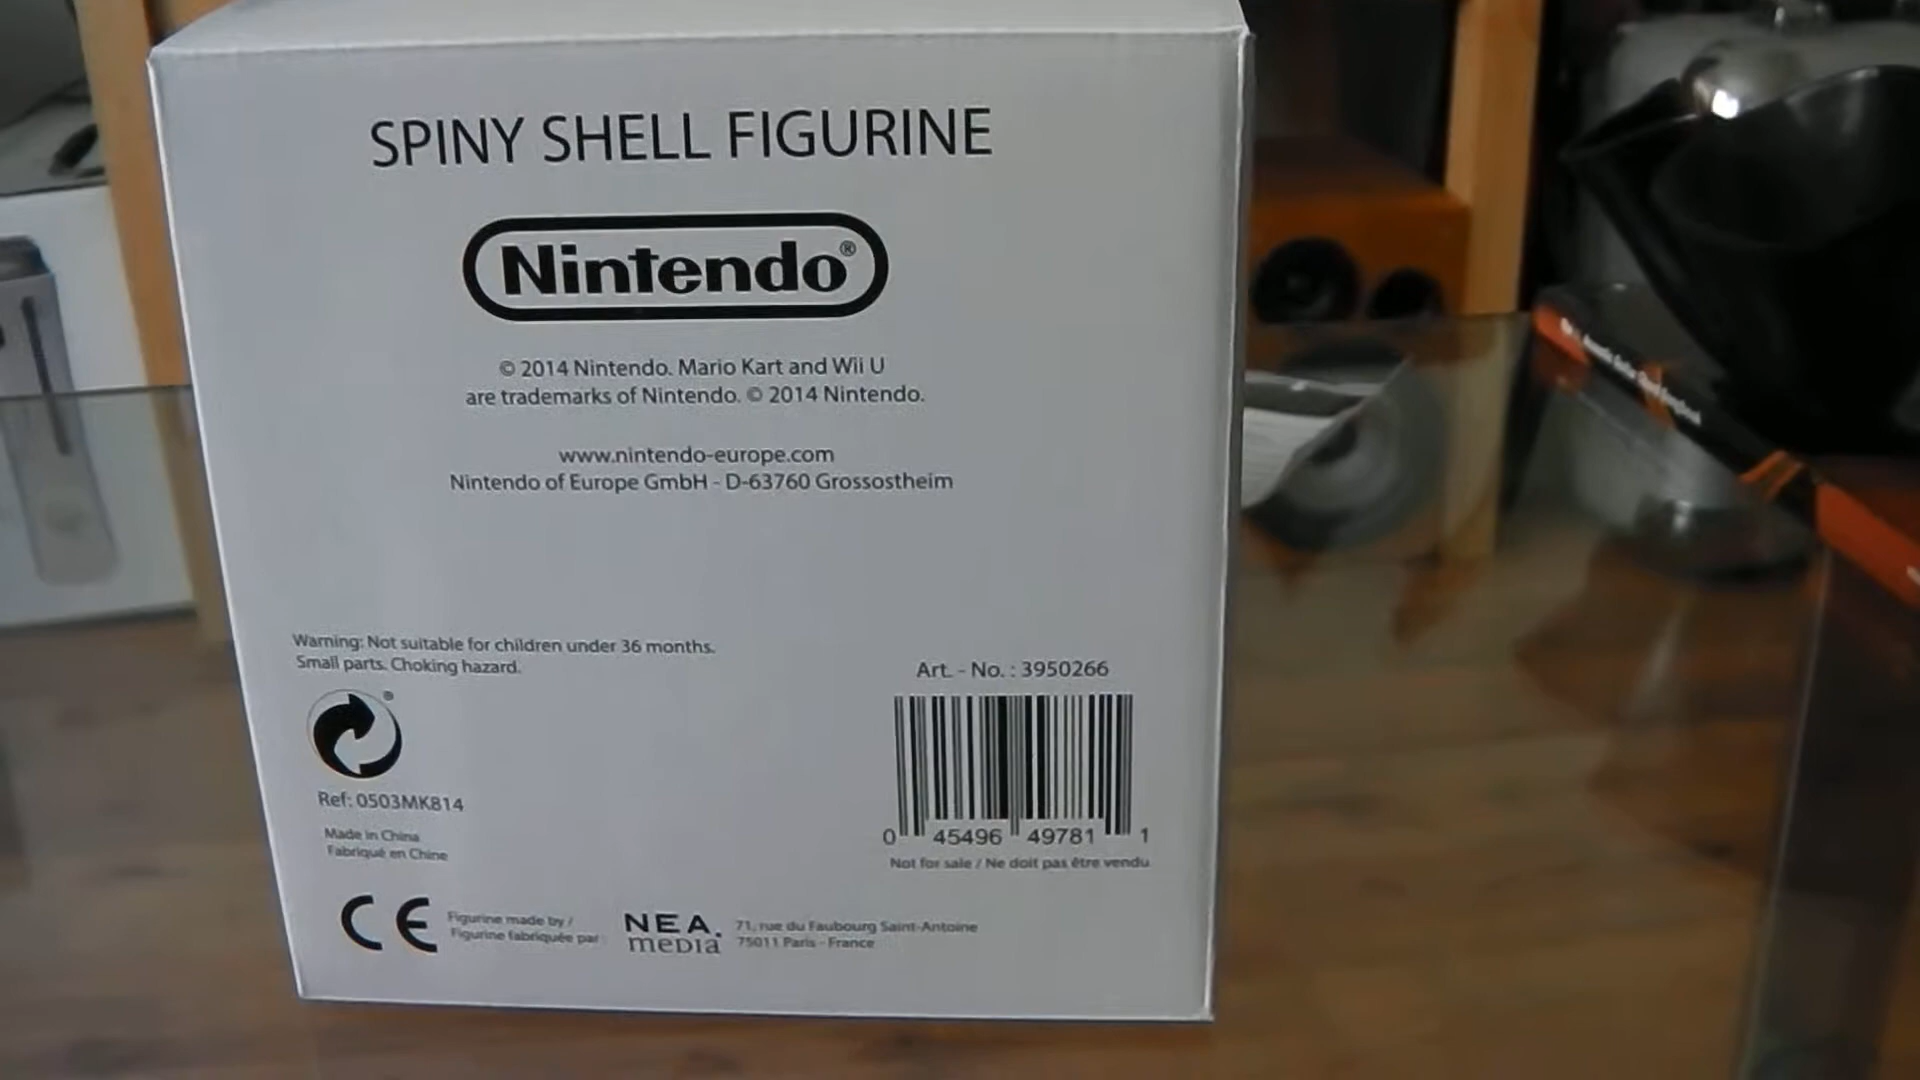 SPINY SHELL FIGURINE
Nintendo®
© 2014 Nintendo. Mario Kart and Wii U
are trademarks of Nintendo. © 2014 Nintendo.
www.nintendo-europe.com
Nintendo of Europe GmbH - D-63760 Grossostheim
Warning: Not suitable for children under 36 months.
Small parts. Choking hazard.
®
Ref: 0503MK814
Made in China
Fabriqué en Chine
Art. - No. : 3950266
0 45496 49781 1
Not for sale / Ne doit pas être vendu
CE
Figurine made by /
Figurine fabriquée par
NEA.
meDia
71, rue du Faubourg Saint-Antoine
75011 Paris - France